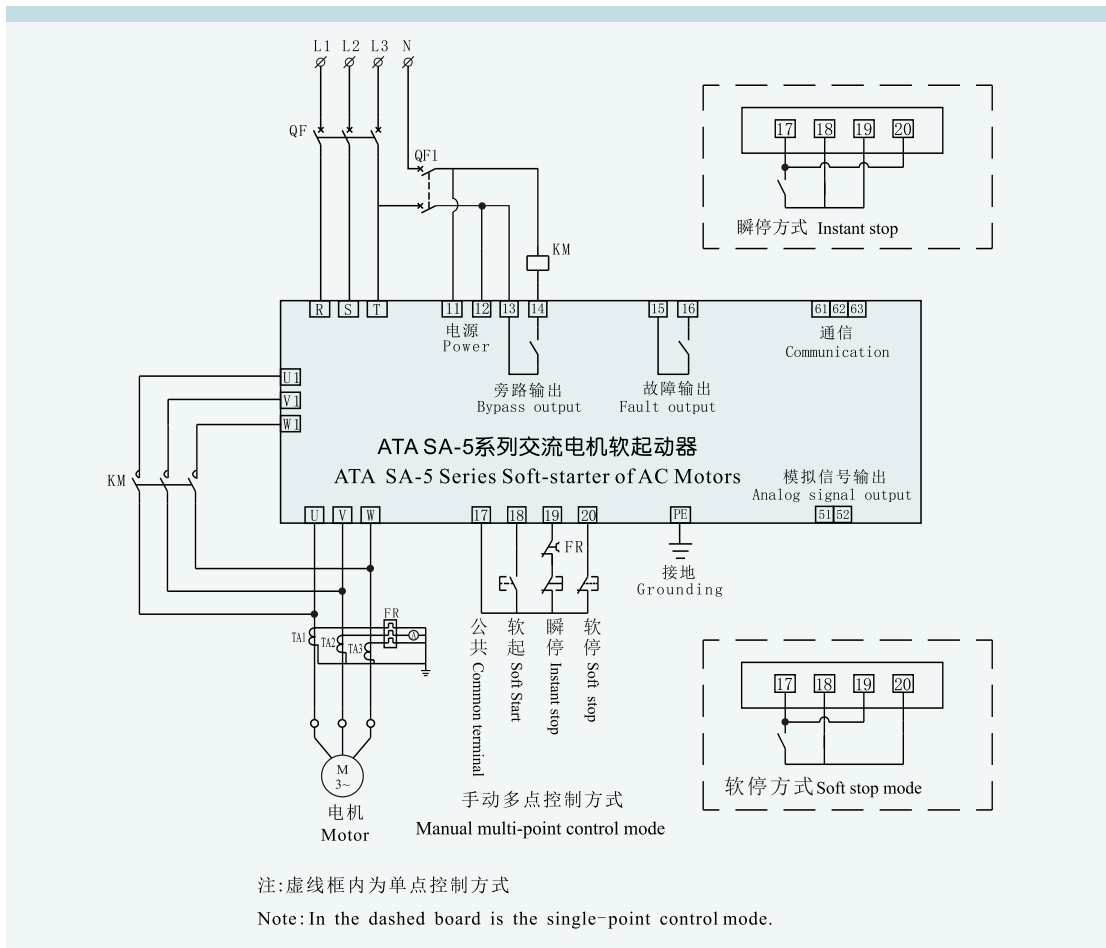 L1 L2 L3 N
QF
QF1
KM
17 18 19 20
瞬停方式 Instant stop
R S T 11 12 13 14 15 16 61 62 63
电源
Power
旁路输出
Bypass output
故障输出
Fault output
通信
Communication
U1
V1
W1
KM
ATA SA-5系列交流电机软起动器
ATA SA-5 Series Soft-starter of AC Motors
模拟信号输出
Analog signal output
U V W 17 18 19 20 PE 51 52
FR
接地
Grounding
公共 Common terminal
软起 Soft Start
瞬停 Instant stop
软停 Soft stop
TA1
TA2
TA3
FR
A
M
3~
电机
Motor
手动多点控制方式
Manual multi-point control mode
17 18 19 20
软停方式 Soft stop mode
注:虚线框内为单点控制方式
Note: In the dashed board is the single-point control mode.